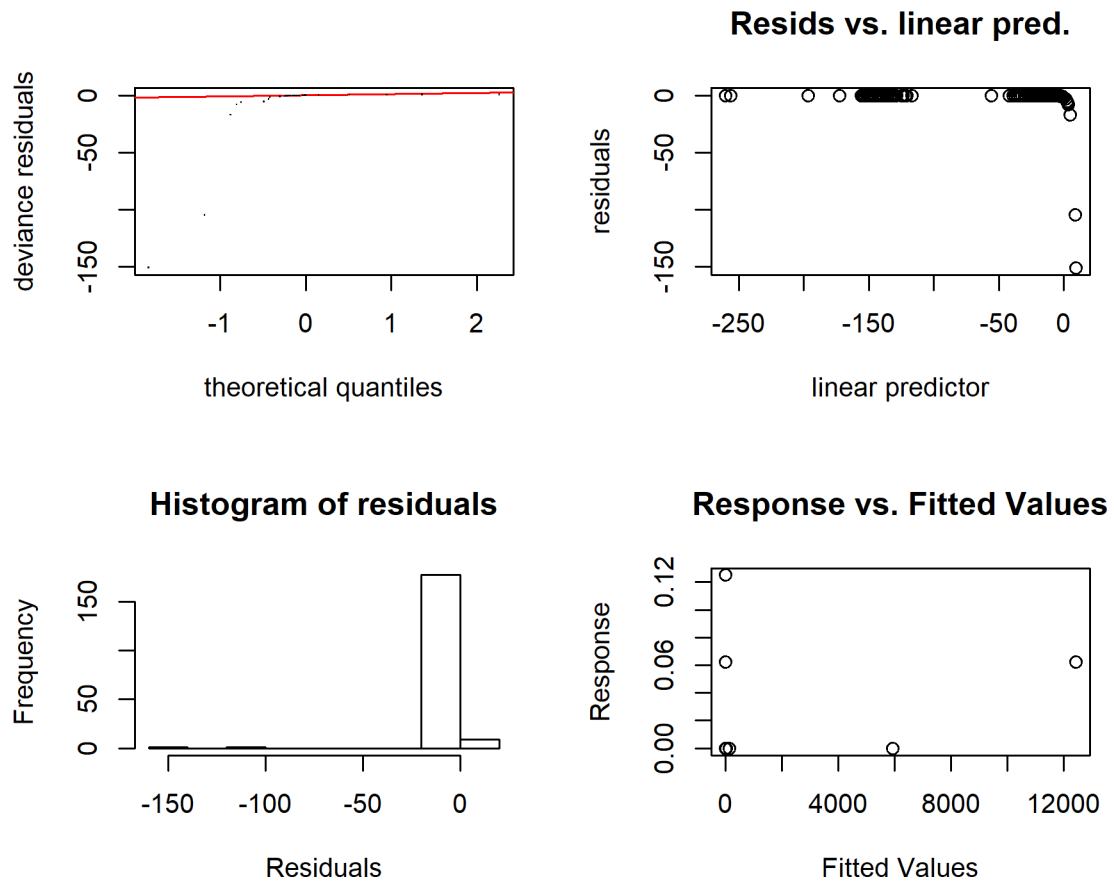 deviance residuals
0
-50
-150
-1
0
1
2
theoretical quantiles
Resids vs. linear pred.
residuals
0
-50
-150
-250
-150
-50
0
linear predictor
Histogram of residuals
Frequency
150
50
0
-150
-100
-50
0
Residuals
Response vs. Fitted Values
Response
0.12
0.06
0.00
0
4000
8000
12000
Fitted Values